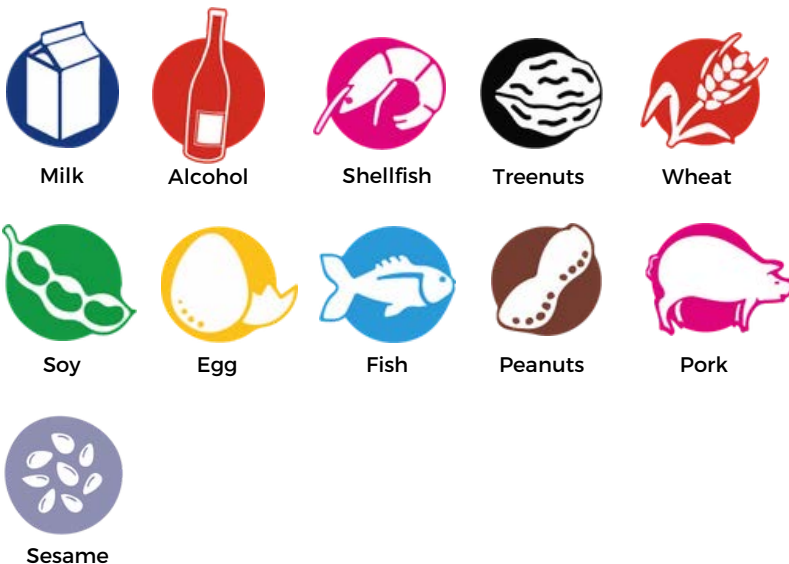 Milk
Alcohol
Shellfish
Treenuts
Wheat
Soy
Egg
Fish
Peanuts
Pork
Sesame